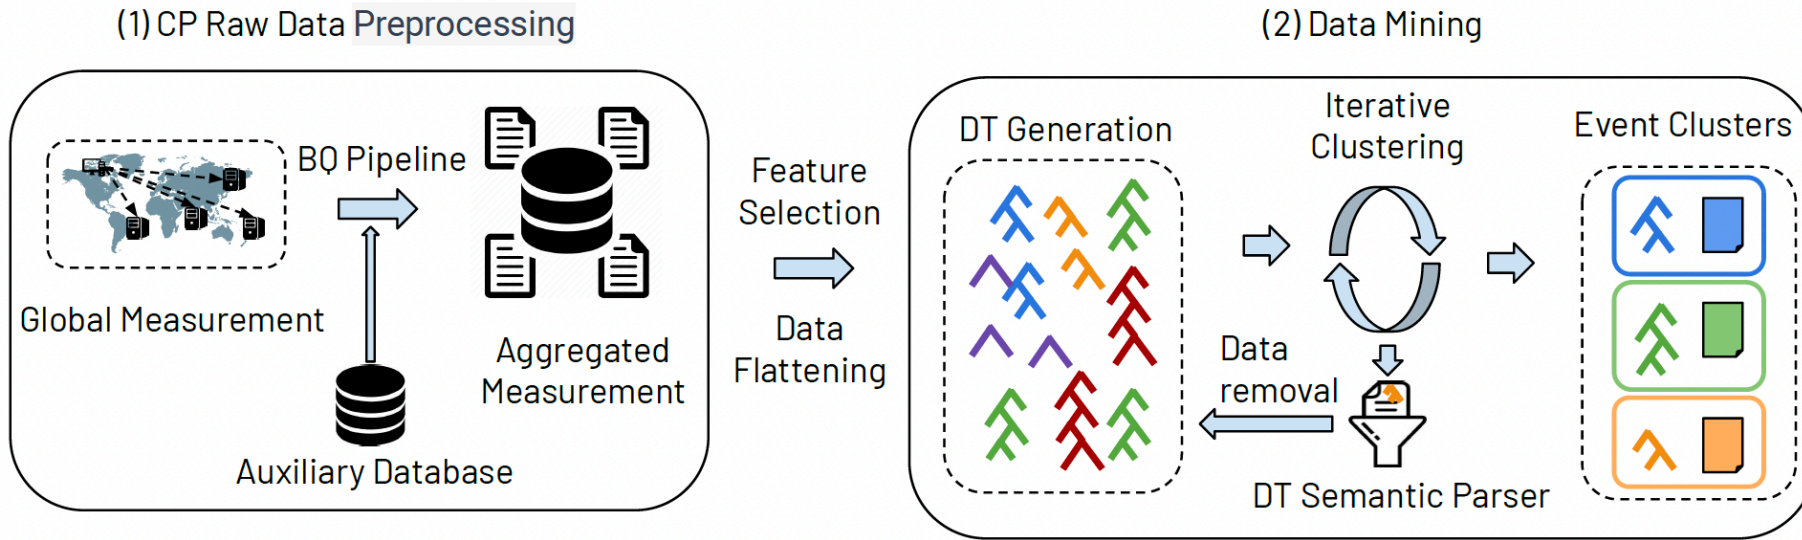 (1) CP Raw Data Preprocessing
BQ Pipeline
Global Measurement
Aggregated
Measurement
Auxiliary Database
Feature
Selection
Data
Flattening
(2) Data Mining
DT Generation
Iterative
Clustering
Event Clusters
Data
removal
DT Semantic Parser